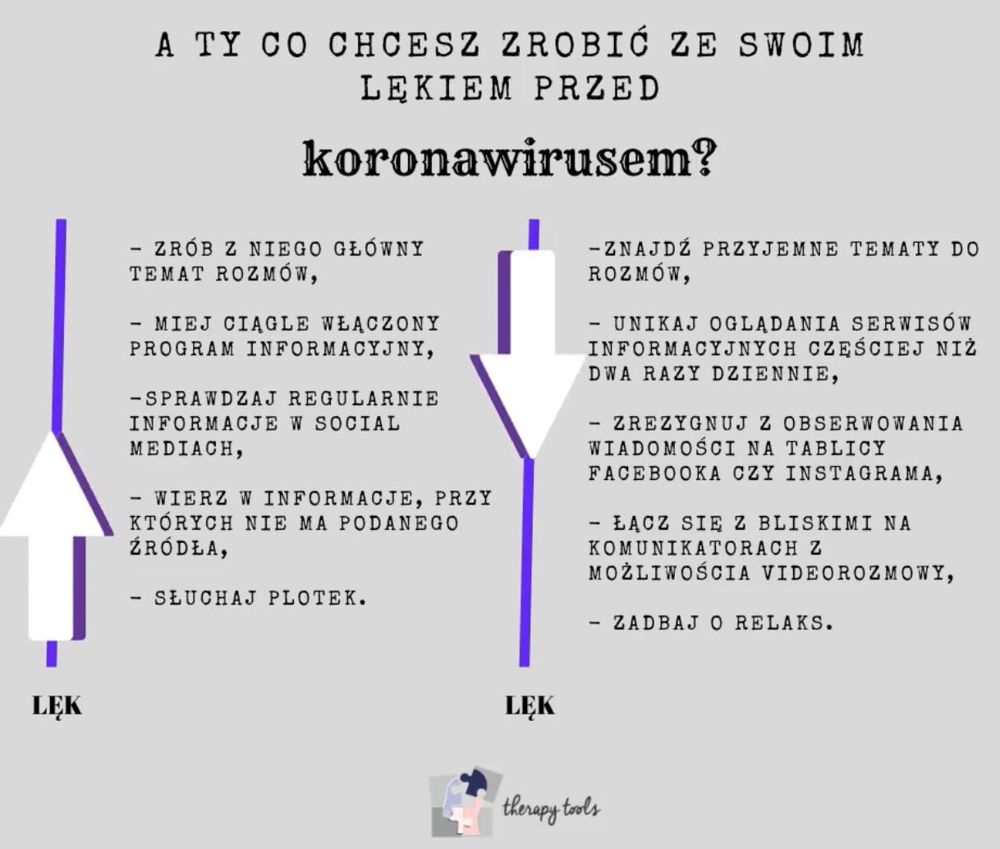 A TY CO CHCESZ ZROBIĆ ZE SWOIM
LĘKIEM PRZED
koronawirusem?
– ZRÓB Z NIEGO GŁÓWNY
TEMAT ROZMÓW,
– MIEJ CIĄGLE WŁĄCZONY
PROGRAM INFORMACYJNY,
–SPRAWDZAJ REGULARNIE
INFORMACJE W SOCIAL
MEDIACH,
– WIERZ W INFORMACJE, PRZY
KTÓRYCH NIE MA PODANEGO
ŹRÓDŁA,
– SŁUCHAJ PLOTEK.
LĘK
–ZNAJDŹ PRZYJEMNE TEMATY DO
ROZMÓW,
– UNIKAJ OGLĄDANIA SERWISÓW
INFORMACYJNYCH CZĘŚCIEJ NIŻ
DWA RAZY DZIENNIE,
– ZREZYGNUJ Z OBSERWOWANIA
WIADOMOŚCI NA TABLICY
FACEBOOKA CZY INSTAGRAMA,
– ŁĄCZ SIĘ Z BLISKIMI NA
KOMUNIKATORACH Z
MOŻLIWOŚCIA VIDEOROZMOWY,
– ZADBAJ O RELAKS.
LĘK
therapy tools